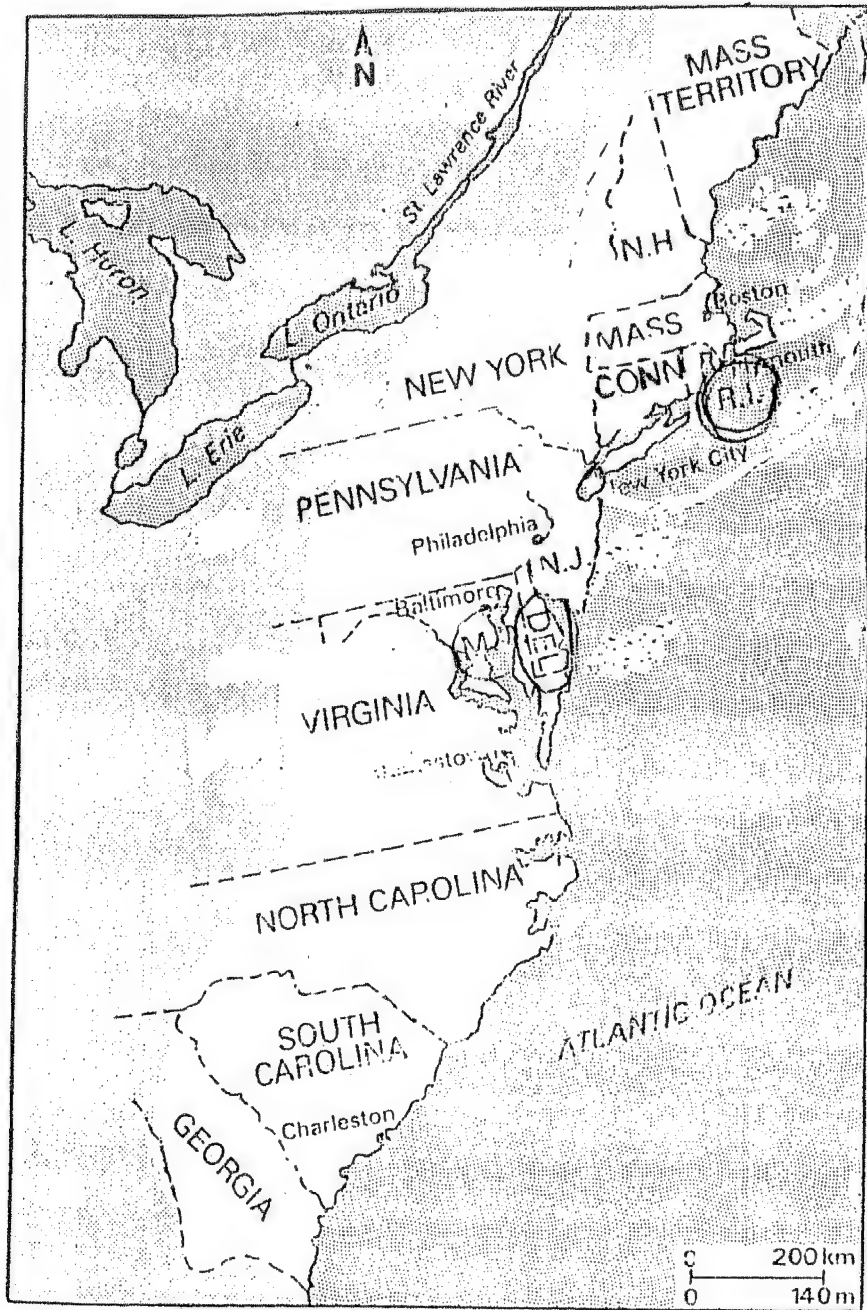 N
MASS
TERRITORY
St. Lawrence River
L. Huron
N.H
L. Ontario
Boston
MASS
NEW YORK
CONN
R.I.
L. Erie
New York City
PENNSYLVANIA
Philadelphia
N.J.
Baltimore
DEL
M
VIRGINIA
NORTH CAROLINA
ATLANTIC OCEAN
SOUTH
CAROLINA
Charleston
GEORGIA
0 200 km
0 140 m